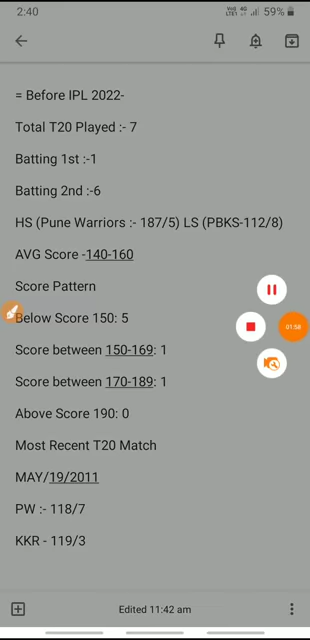 2:40
Vo) 4G LTE1 59%
= Before IPL 2022-
Total T20 Played :- 7
Batting 1st :-1
Batting 2nd :-6
HS (Pune Warriors :- 187/5) LS (PBKS-112/8)
AVG Score -140-160
Score Pattern
Below Score 150: 5
Score between 150-169: 1
01:58
Score between 170-189: 1
Above Score 190: 0
Most Recent T20 Match
MAY/19/2011
PW :- 118/7
KKR - 119/3
Edited 11:42 am